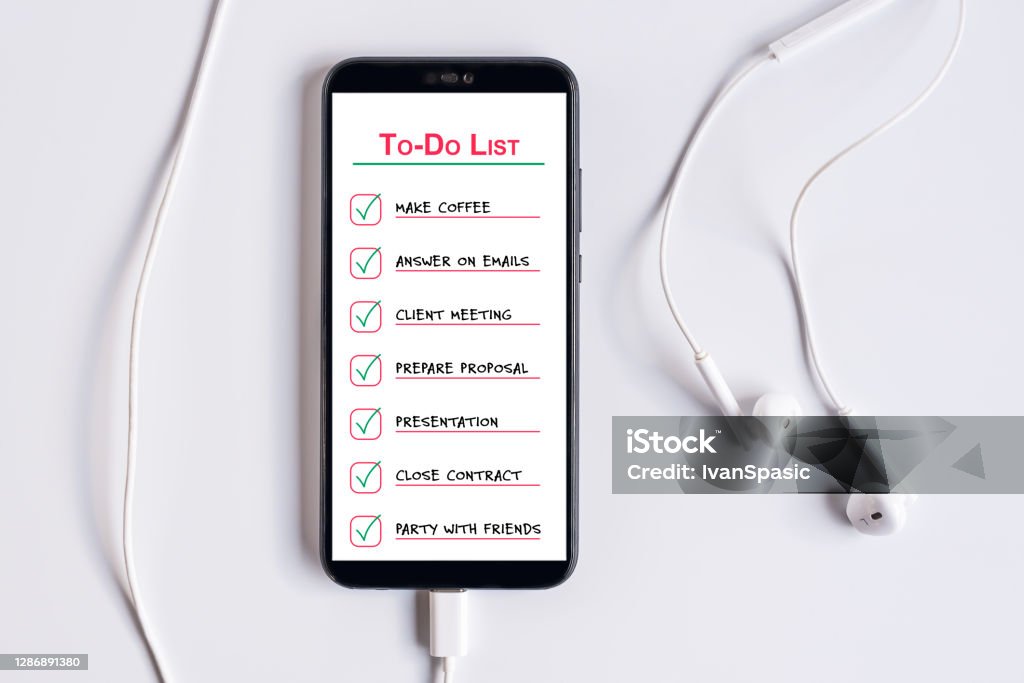 To-Do List
MAKE COFFEE
ANSWER ON EMAILS
CLIENT MEETING
PREPARE PROPOSAL
PRESENTATION
CLOSE CONTRACT
PARTY WITH FRIENDS
iStock™
Credit: IvanSpasic
L
1286891380